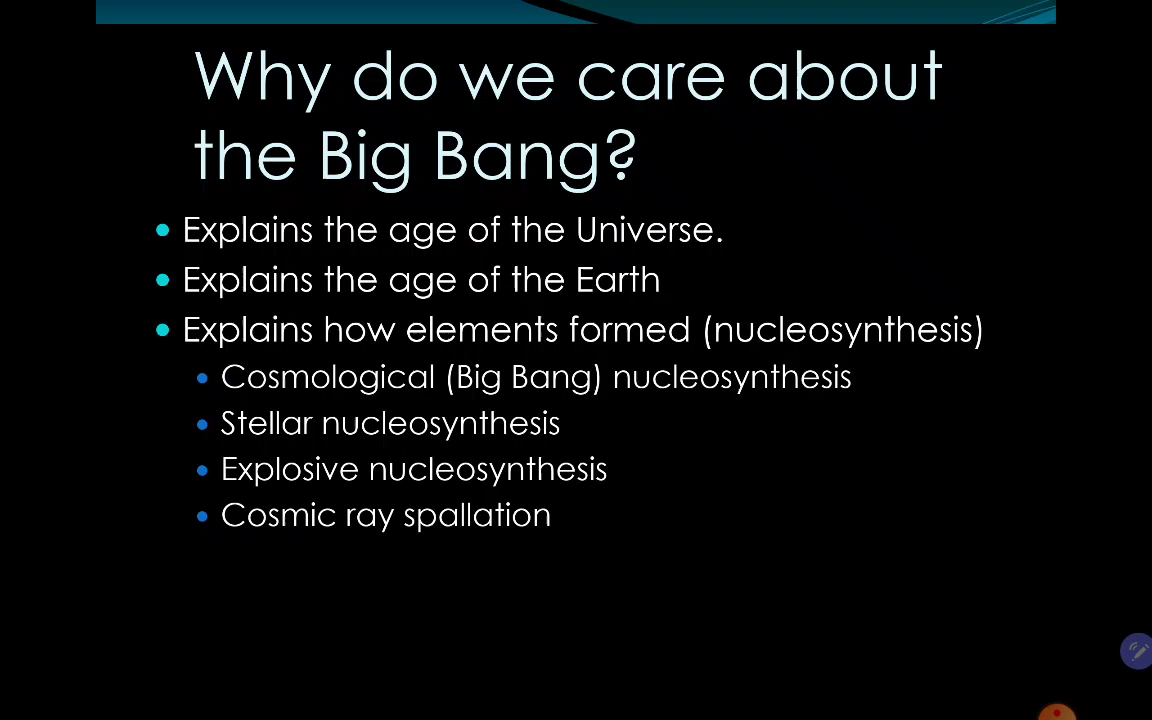 Why do we care about
the Big Bang?
• Explains the age of the Universe.
• Explains the age of the Earth
• Explains how elements formed (nucleosynthesis)
• Cosmological (Big Bang) nucleosynthesis
• Stellar nucleosynthesis
• Explosive nucleosynthesis
• Cosmic ray spallation